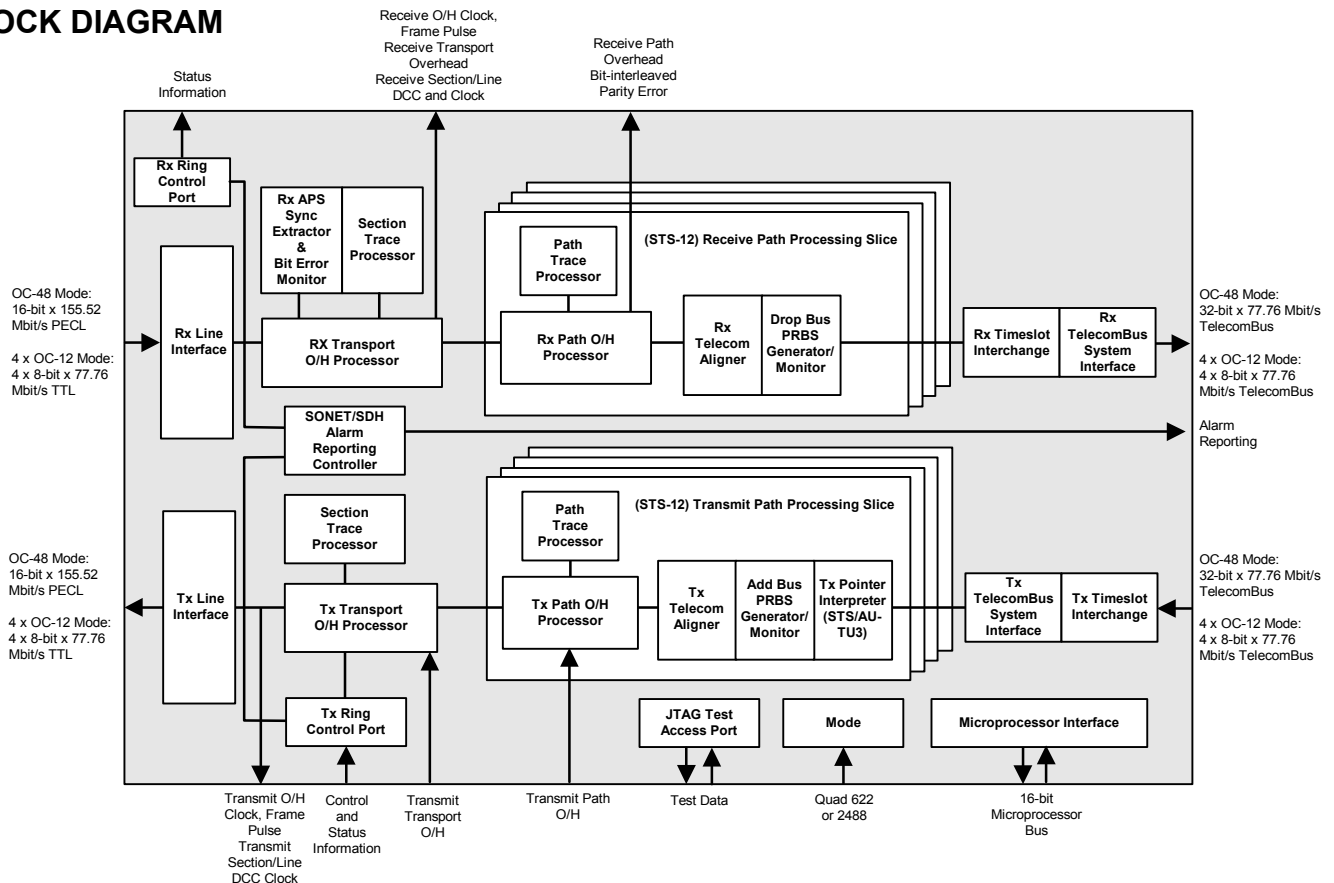 OCK DIAGRAM
Receive O/H Clock,
Frame Pulse
Receive Transport
Overhead
Receive Section/Line
DCC and Clock
Receive Path
Overhead
Bit-interleaved
Parity Error
Status
Information
Rx Ring
Control
Port
Rx APS
Sync
Extractor
&
Bit Error
Monitor
Section
Trace
Processor
(STS-12) Receive Path Processing Slice
Path
Trace
Processor
OC-48 Mode:
16-bit x 155.52
Mbit/s PECL
4 x OC-12 Mode:
4 x 8-bit x 77.76
Mbit/s TTL
Rx Line
Interface
RX Transport
O/H Processor
Rx Path O/H
Processor
Rx
Telecom
Aligner
Drop Bus
PRBS
Generator/
Monitor
Rx Timeslot
Interchange
Rx
TelecomBus
System
Interface
OC-48 Mode:
32-bit x 77.76 Mbit/s
TelecomBus
4 x OC-12 Mode:
4 x 8-bit x 77.76
Mbit/s TelecomBus
SONET/SDH
Alarm
Reporting
Controller
Alarm
Reporting
Section
Trace
Processor
(STS-12) Transmit Path Processing Slice
Path
Trace
Processor
OC-48 Mode:
16-bit x 155.52
Mbit/s PECL
4 x OC-12 Mode:
4 x 8-bit x 77.76
Mbit/s TTL
Tx Line
Interface
Tx Transport
O/H Processor
Tx Path O/H
Processor
Tx
Telecom
Aligner
Add Bus
PRBS
Generator/
Monitor
Tx Pointer
Interpreter
(STS/AU-
TU3)
Tx
TelecomBus
System
Interface
Tx Timeslot
Interchange
OC-48 Mode:
32-bit x 77.76 Mbit/s
TelecomBus
4 x OC-12 Mode:
4 x 8-bit x 77.76
Mbit/s TelecomBus
Tx Ring
Control Port
JTAG Test
Access Port
Mode
Microprocessor Interface
Transmit O/H
Clock, Frame
Pulse
Transmit
Section/Line
DCC Clock
Control
and
Status
Information
Transmit
Transport
O/H
Transmit Path
O/H
Test Data
Quad 622
or 2488
16-bit
Microprocessor
Bus